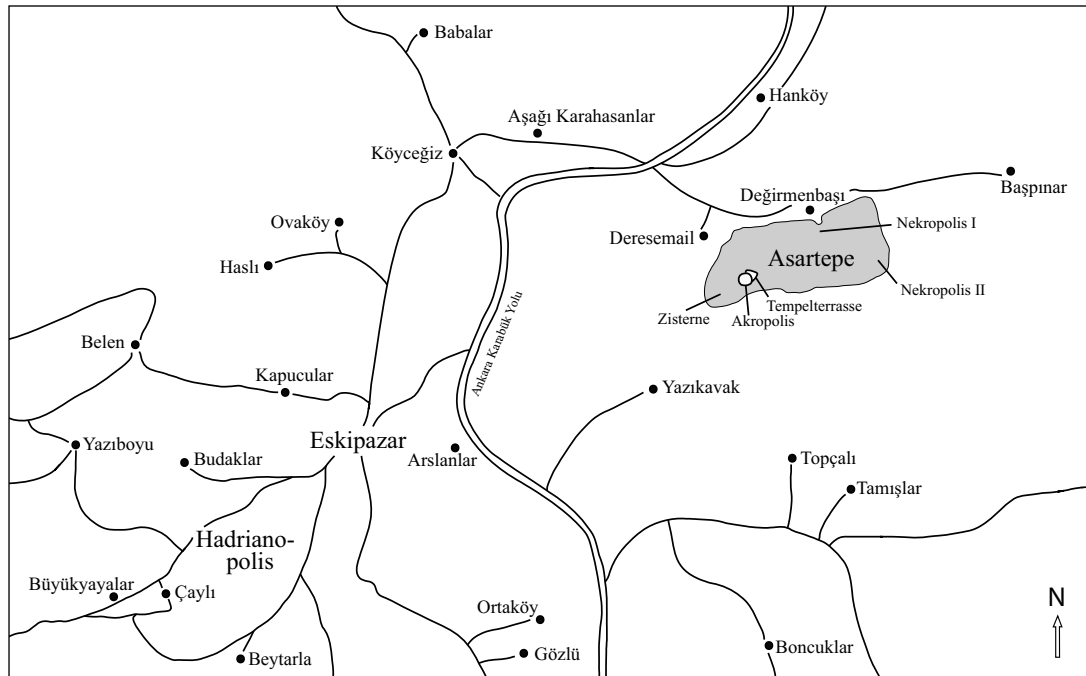 Babalar
Hanköy
Aşağı Karahasanlar
Köyceğiz
Başpınar
Değirmenbaşı
Ovaköy
Nekropolis I
Deresemail
Asartepe
Haslı
Nekropolis II
Tempelterrasse
Zisterne
Akropolis
Ankara Karabük Yolu
Belen
Kapucular
Yazıkavak
Eskipazar
Yazıboyu
Budaklar
Arslanlar
Topçalı
Tamışlar
Hadriano-
polis
Büyükyayalar
Çaylı
N
Ortaköy
Gözlü
Boncuklar
Beytarla